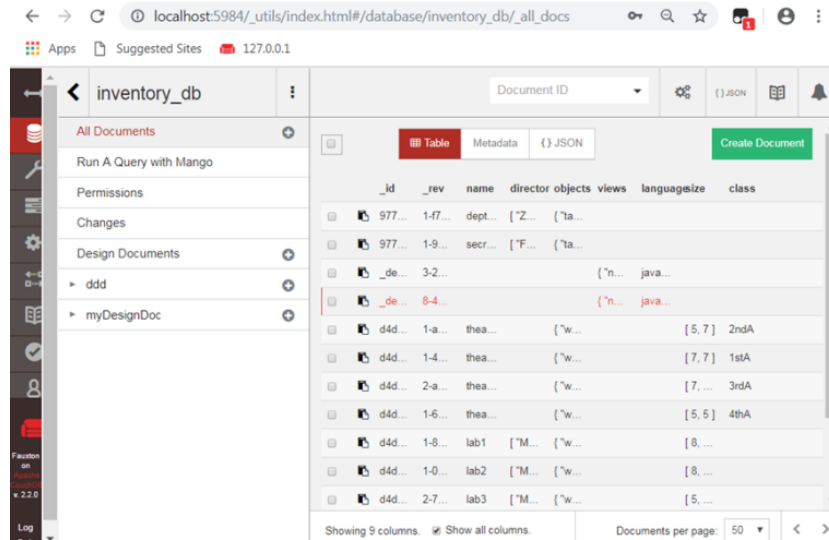 localhost:5984/_utils/index.html#/database/inventory_db/_all_docs
1
Apps Suggested Sites 127.0.0.1
inventory_db
Document ID
{} JSON
All Documents
Run A Query with Mango
Permissions
Changes
Design Documents
ddd
myDesignDoc
Table Metadata {} JSON
Create Document
_id _rev name director objects views language size class
977... 1-f7... dept... ["Z... {"ta...
977... 1-9... secr... ["F... {"ta...
_de... 3-2... {"n... java...
_de... 8-4... {"n... java...
d4d... 1-a... thea... {"w... [5, 7] 2ndA
d4d... 1-4... thea... {"w... [7, 7] 1stA
d4d... 2-a... thea... {"w... [7, ... 3rdA
d4d... 1-6... thea... {"w... [5, 5] 4thA
d4d... 1-8... lab1 ["M... {"w... [8, ...
d4d... 1-0... lab2 ["M... {"w... [8, ...
d4d... 2-7... lab3 ["M... {"w... [5, ...
Fauxton
on
Apache
CouchDB
v. 2.2.0
Log
Showing 9 columns. Show all columns. Documents per page: 50